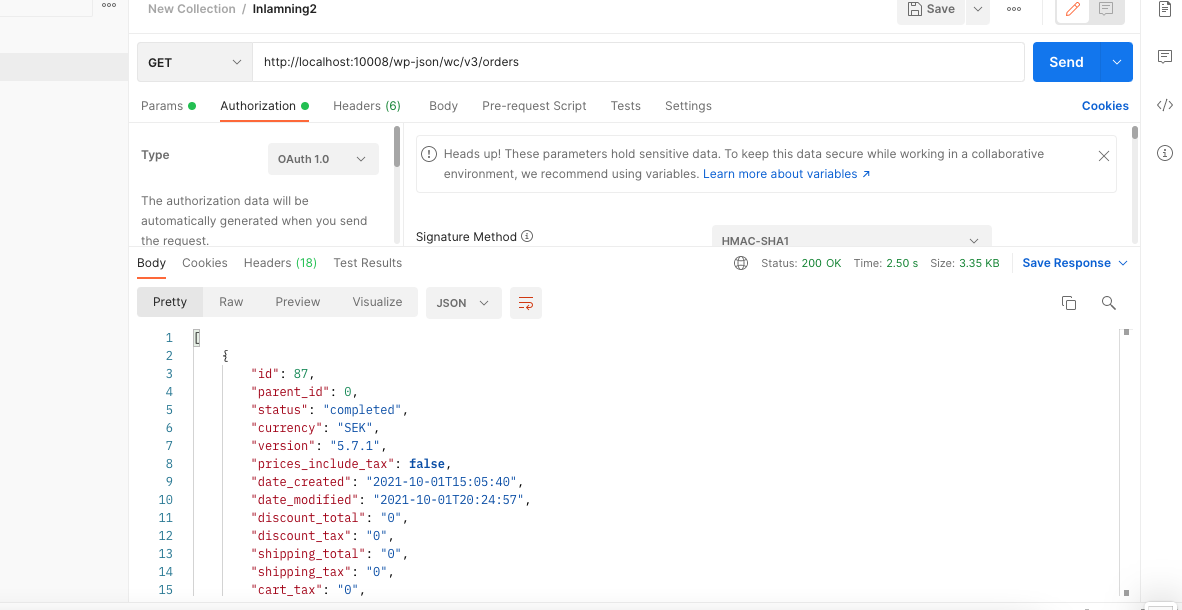 New Collection / Inlamning2
Save
GET
http://localhost:10008/wp-json/wc/v3/orders
Send
Params Authorization Headers (6) Body Pre-request Script Tests Settings Cookies
Type
OAuth 1.0
The authorization data will be
automatically generated when you send
the request.
Heads up! These parameters hold sensitive data. To keep this data secure while working in a collaborative
environment, we recommend using variables. Learn more about variables ↗
Signature Method
HMAC-SHA1
Body Cookies Headers (18) Test Results Status: 200 OK Time: 2.50 s Size: 3.35 KB Save Response
Pretty Raw Preview Visualize JSON
1 [
2 {
3 "id": 87,
4 "parent_id": 0,
5 "status": "completed",
6 "currency": "SEK",
7 "version": "5.7.1",
8 "prices_include_tax": false,
9 "date_created": "2021-10-01T15:05:40",
10 "date_modified": "2021-10-01T20:24:57",
11 "discount_total": "0",
12 "discount_tax": "0",
13 "shipping_total": "0",
14 "shipping_tax": "0",
15 "cart_tax": "0",